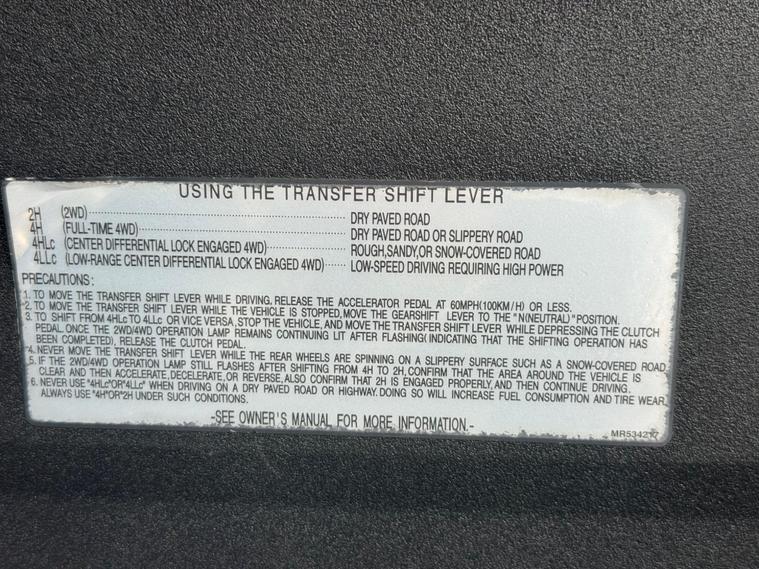 USING THE TRANSFER SHIFT LEVER
2H (2WD)........................ DRY PAVED ROAD
4H (FULL-TIME 4WD)........................ DRY PAVED ROAD OR SLIPPERY ROAD
4HLc (CENTER DIFFERENTIAL LOCK ENGAGED 4WD)............ ROUGH,SANDY,OR SNOW-COVERED ROAD
4LLc (LOW-RANGE CENTER DIFFERENTIAL LOCK ENGAGED 4WD)...... LOW-SPEED DRIVING REQUIRING HIGH POWER
PRECAUTIONS:
1. TO MOVE THE TRANSFER SHIFT LEVER WHILE DRIVING, RELEASE THE ACCELERATOR PEDAL AT 60MPH(100KM/H) OR LESS.
2. TO MOVE THE TRANSFER SHIFT LEVER WHILE THE VEHICLE IS STOPPED,MOVE THE GEARSHIFT LEVER TO THE "N(NEUTRAL)"POSITION.
3. TO SHIFT FROM 4HLc TO 4LLc OR VICE VERSA, STOP THE VEHICLE, AND MOVE THE TRANSFER SHIFT LEVER WHILE DEPRESSING THE CLUTCH
PEDAL. ONCE THE 2WD/4WD OPERATION LAMP REMAINS CONTINUING LIT AFTER FLASHING(INDICATING THAT THE SHIFTING OPERATION HAS
BEEN COMPLETED), RELEASE THE CLUTCH PEDAL.
4. NEVER MOVE THE TRANSFER SHIFT LEVER WHILE THE REAR WHEELS ARE SPINNING ON A SLIPPERY SURFACE SUCH AS A SNOW-COVERED ROAD.
5. IF THE 2WD/4WD OPERATION LAMP STILL FLASHES AFTER SHIFTING FROM 4H TO 2H, CONFIRM THAT THE AREA AROUND THE VEHICLE IS
CLEAR AND THEN ACCELERATE,DECELERATE,OR REVERSE,ALSO CONFIRM THAT 2H IS ENGAGED PROPERLY,AND THEN CONTINUE DRIVING.
6. NEVER USE "4HLc"OR"4LLc" WHEN DRIVING ON A DRY PAVED ROAD OR HIGHWAY. DOING SO WILL INCREASE FUEL CONSUMPTION AND TIRE WEAR.
ALWAYS USE "4H"OR"2H UNDER SUCH CONDITIONS.
-SEE OWNER'S MANUAL FOR MORE INFORMATION.-
MR534217